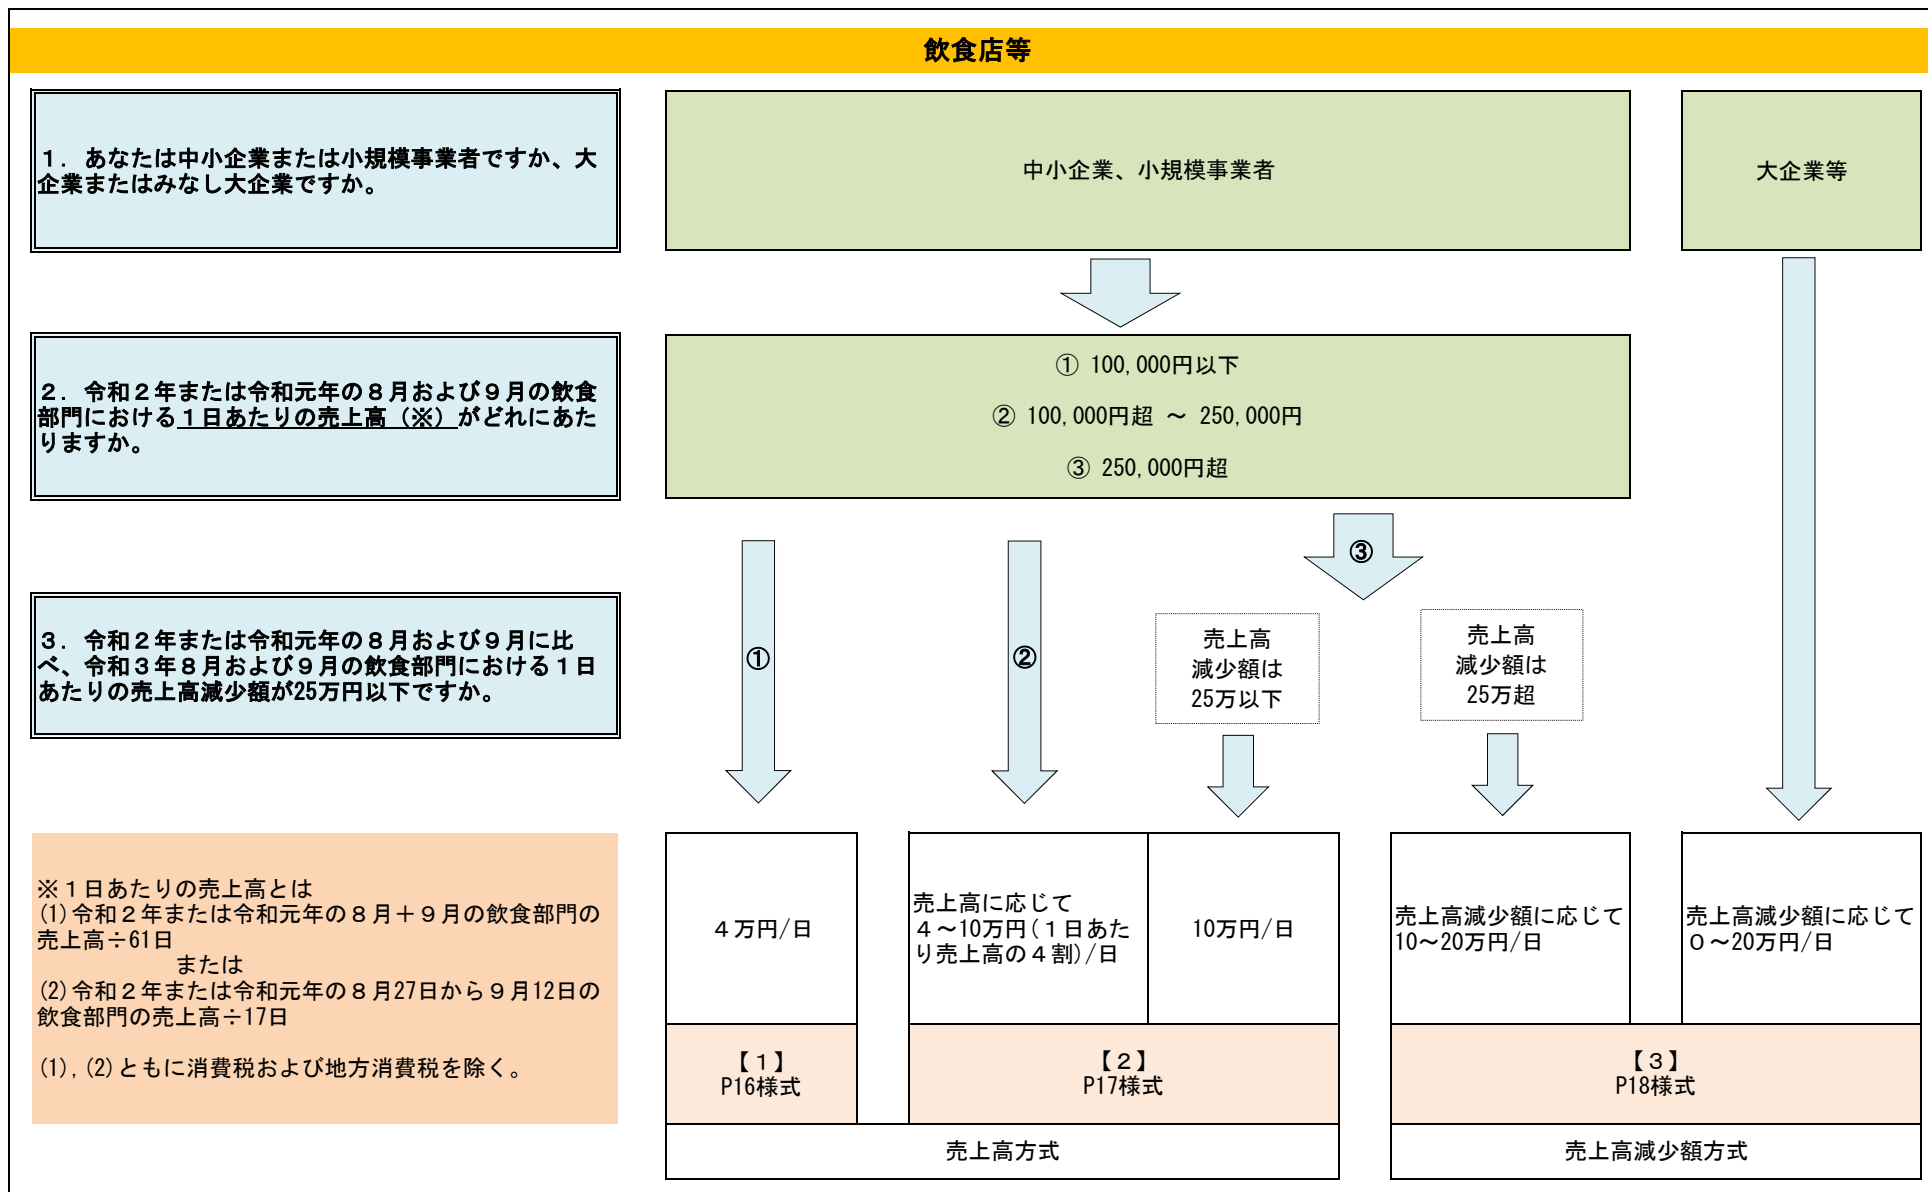 飲食店等
１．あなたは中小企業または小規模事業者ですか、大
企業またはみなし大企業ですか。
中小企業、小規模事業者
大企業等
２．令和２年または令和元年の８月および９月の飲食
部門における１日あたりの売上高（※）がどれにあた
りますか。
① 100,000円以下
② 100,000円超 ～ 250,000円
③ 250,000円超
３．令和２年または令和元年の８月および９月に比
べ、令和３年８月および９月の飲食部門における１日
あたりの売上高減少額が25万円以下ですか。
①
②
③
売上高
減少額は
25万以下
売上高
減少額は
25万超
※１日あたりの売上高とは
(1)令和２年または令和元年の８月＋９月の飲食部門の
売上高÷61日
または
(2)令和２年または令和元年の８月27日から９月12日の
飲食部門の売上高÷17日
(1),(2)ともに消費税および地方消費税を除く。
４万円/日
売上高に応じて
４～10万円(１日あた
り売上高の４割)/日
10万円/日
売上高減少額に応じて
10～20万円/日
売上高減少額に応じて
０～20万円/日
【１】
P16様式
【２】
P17様式
【３】
P18様式
売上高方式
売上高減少額方式